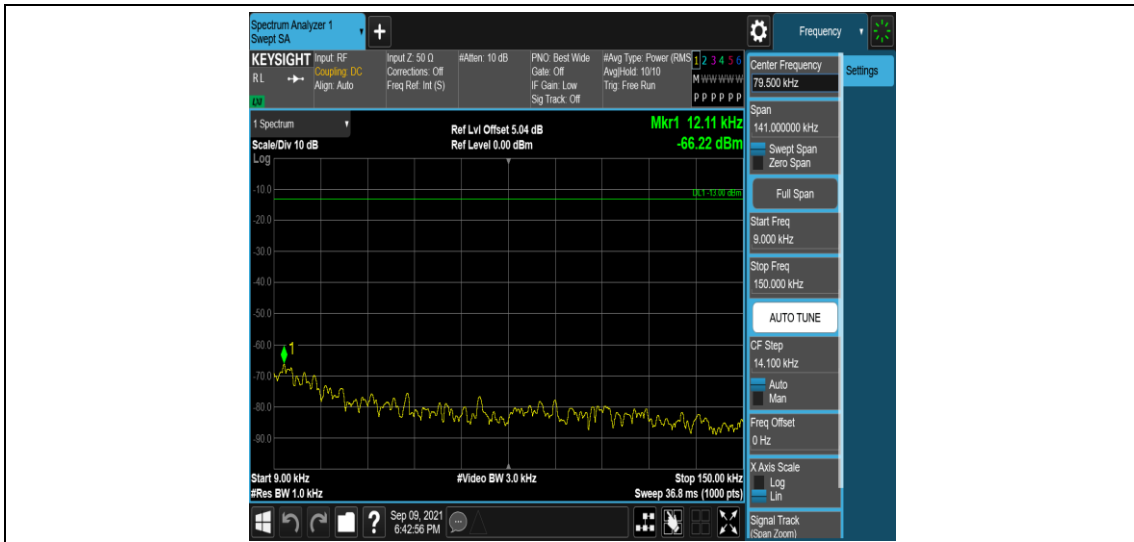 Spectrum Analyzer 1
Swept SA
+
Frequency
KEYSIGHT
RL
LXI
Input: RF
Coupling: DC
Align: Auto
Input Z: 50 Ω
Corrections: Off
Freq Ref: Int (S)
#Atten: 10 dB
PNO: Best Wide
Gate: Off
IF Gain: Low
Sig Track: Off
#Avg Type: Power (RMS
Avg|Hold: 10/10
Trig: Free Run
1 2 3 4 5 6
M W W W W W
P P P P P P
1 Spectrum
Scale/Div 10 dB
Log
Ref Lvl Offset 5.04 dB
Ref Level 0.00 dBm
Mkr1 12.11 kHz
-66.22 dBm
DL1 -13.00 dBm
-10.0
-20.0
-30.0
-40.0
-50.0
-60.0
1
-70.0
-80.0
-90.0
Start 9.00 kHz
#Video BW 3.0 kHz
Stop 150.00 kHz
#Res BW 1.0 kHz
Sweep 36.8 ms (1000 pts)
?
Sep 09, 2021
6:42:56 PM
Center Frequency
79.500 kHz
Settings
Span
141.000000 kHz
Swept Span
Zero Span
Full Span
Start Freq
9.000 kHz
Stop Freq
150.000 kHz
AUTO TUNE
CF Step
14.100 kHz
Auto
Man
Freq Offset
0 Hz
X Axis Scale
Log
Lin
Signal Track
(Span Zoom)